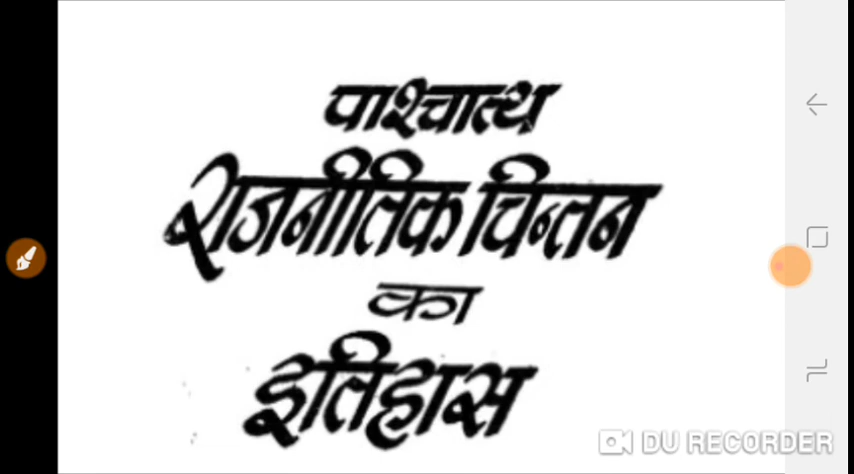 पाश्चात्य
राजनीतिक चिन्तन
का
इतिहास
DU RECORDER